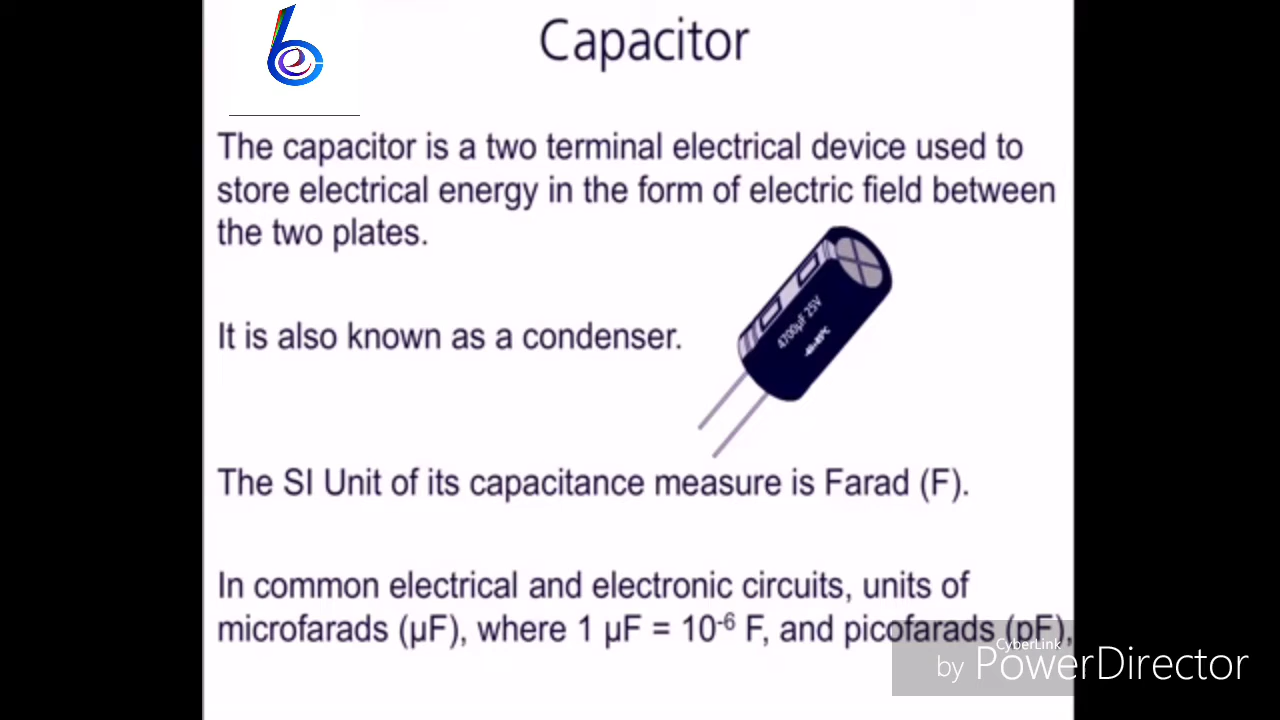 Capacitor
The capacitor is a two terminal electrical device used to
store electrical energy in the form of electric field between
the two plates.
4700µF 25V
It is also known as a condenser.
The SI Unit of its capacitance measure is Farad (F).
In common electrical and electronic circuits, units of
microfarads (µF), where 1 µF = 10⁻⁶ F, and picofarads (pF),
CyberLink
by PowerDirector